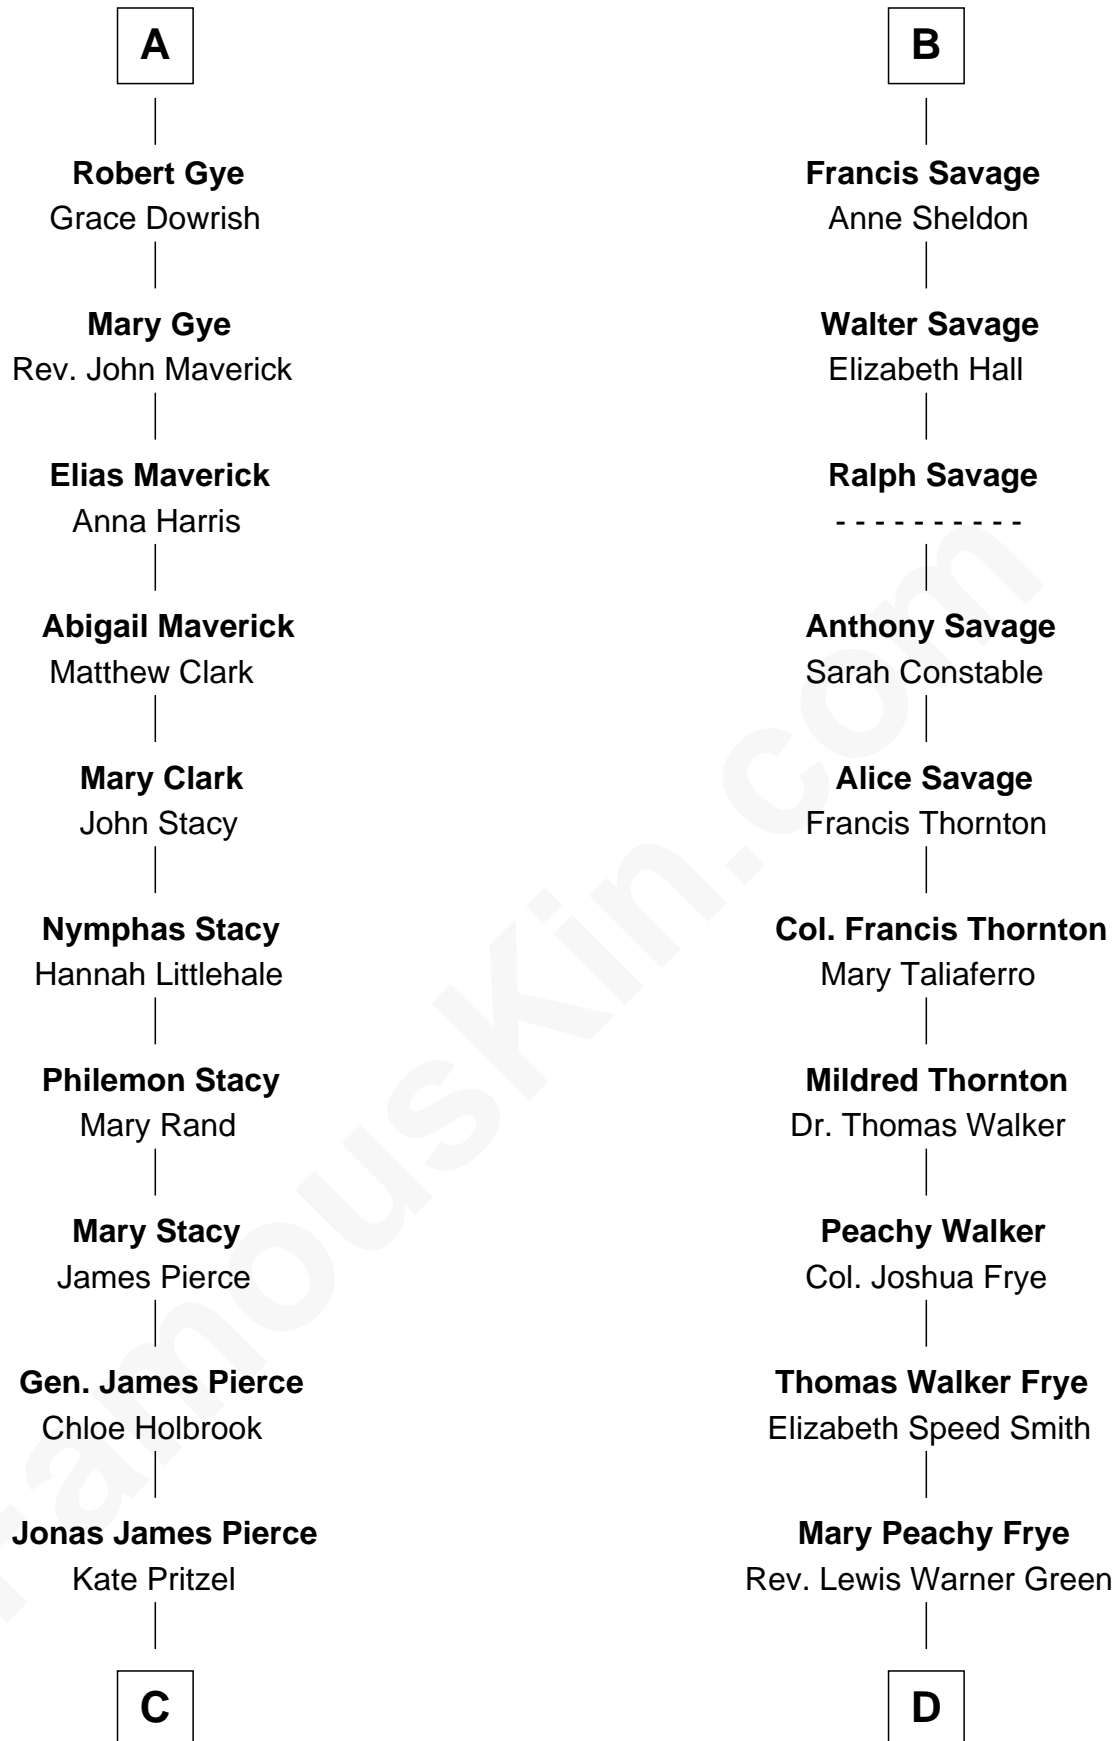 A
Robert Gye
Grace Dowrish
Mary Gye
Rev. John Maverick
Elias Maverick
Anna Harris
Abigail Maverick
Matthew Clark
Mary Clark
John Stacy
Nymphas Stacy
Hannah Littlehale
Philemon Stacy
Mary Rand
Mary Stacy
James Pierce
Gen. James Pierce
Chloe Holbrook
Jonas James Pierce
Kate Pritzel
C
B
Francis Savage
Anne Sheldon
Walter Savage
Elizabeth Hall
Ralph Savage
- - - - - - - - - -
Anthony Savage
Sarah Constable
Alice Savage
Francis Thornton
Col. Francis Thornton
Mary Taliaferro
Mildred Thornton
Dr. Thomas Walker
Peachy Walker
Col. Joshua Frye
Thomas Walker Frye
Elizabeth Speed Smith
Mary Peachy Frye
Rev. Lewis Warner Green
D
FamousKin.com